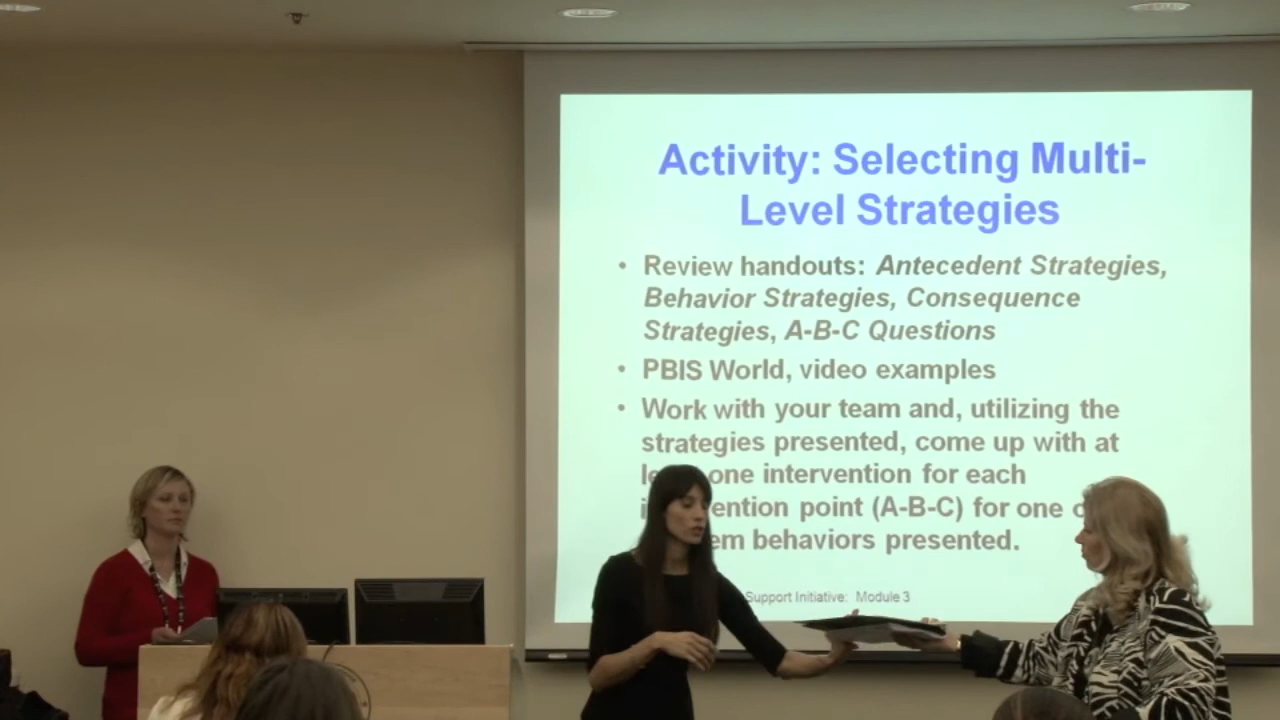 Activity: Selecting Multi-
Level Strategies
• Review handouts: Antecedent Strategies,
Behavior Strategies, Consequence
Strategies, A-B-C Questions
• PBIS World, video examples
• Work with your team and, utilizing the
strategies presented, come up with at
one intervention for each
point (A-B-C) for one
behaviors presented.
Support Initiative: Module 3